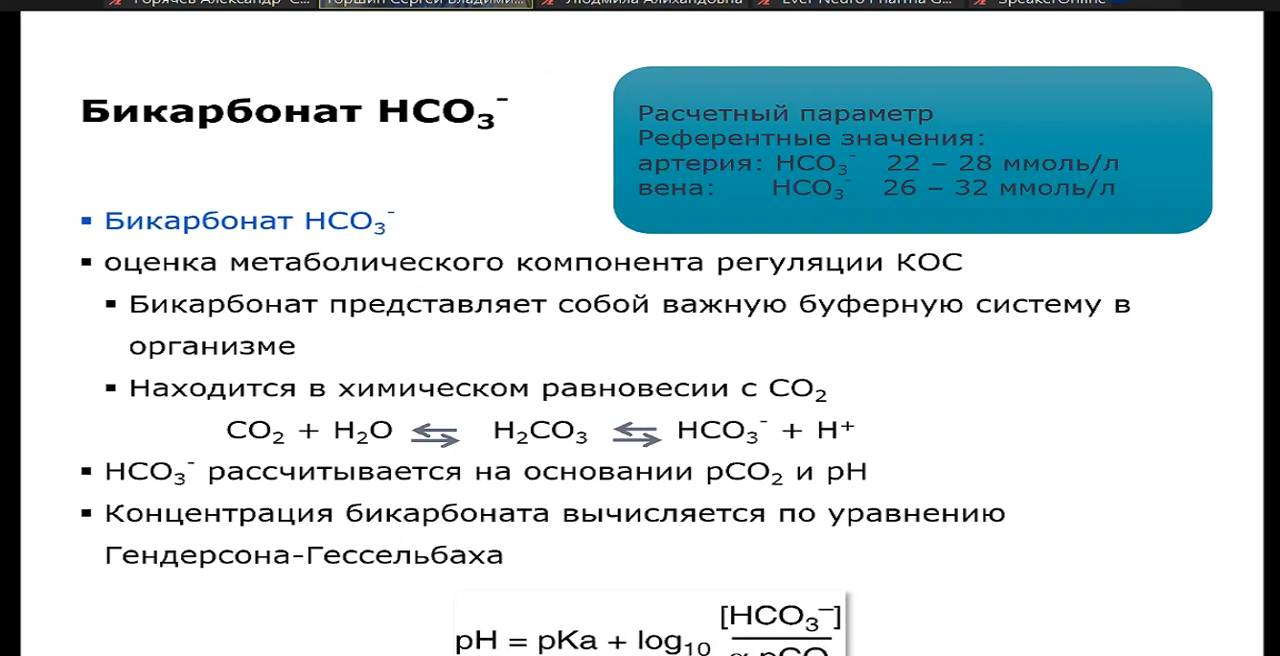 Горячев Александр С...
Торшин Сергей Владими...
Людмила Алихандовна
Ever Neuro Pharma G...
SpeakerOnline
Бикарбонат HCO₃⁻
Расчетный параметр
Референтные значения:
артерия: HCO₃⁻ 22 – 28 ммоль/л
вена: HCO₃⁻ 26 – 32 ммоль/л
▪ Бикарбонат HCO₃⁻
▪ оценка метаболического компонента регуляции КОС
▪ Бикарбонат представляет собой важную буферную систему в
организме
▪ Находится в химическом равновесии с CO₂
CO₂ + H₂O ⇆ H₂CO₃ ⇆ HCO₃⁻ + H⁺
▪ HCO₃⁻ рассчитывается на основании pCO₂ и pH
▪ Концентрация бикарбоната вычисляется по уравнению
Гендерсона-Гессельбаха
[HCO₃⁻]
pH = pKa + log₁₀
α pCO